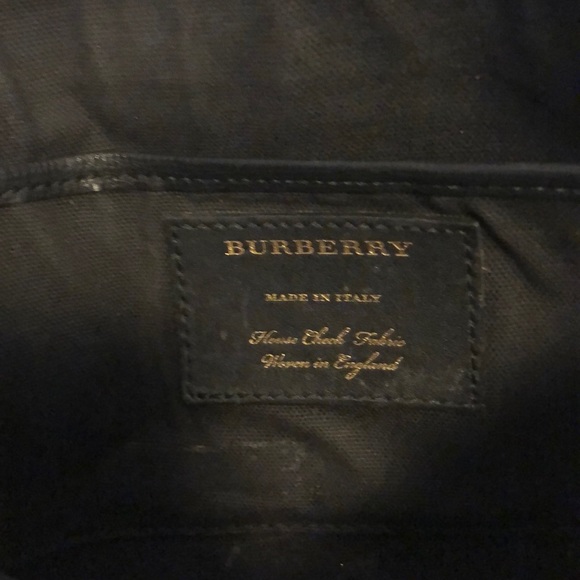 BURBERRY
MADE IN ITALY
House Check Fabric
Woven in England